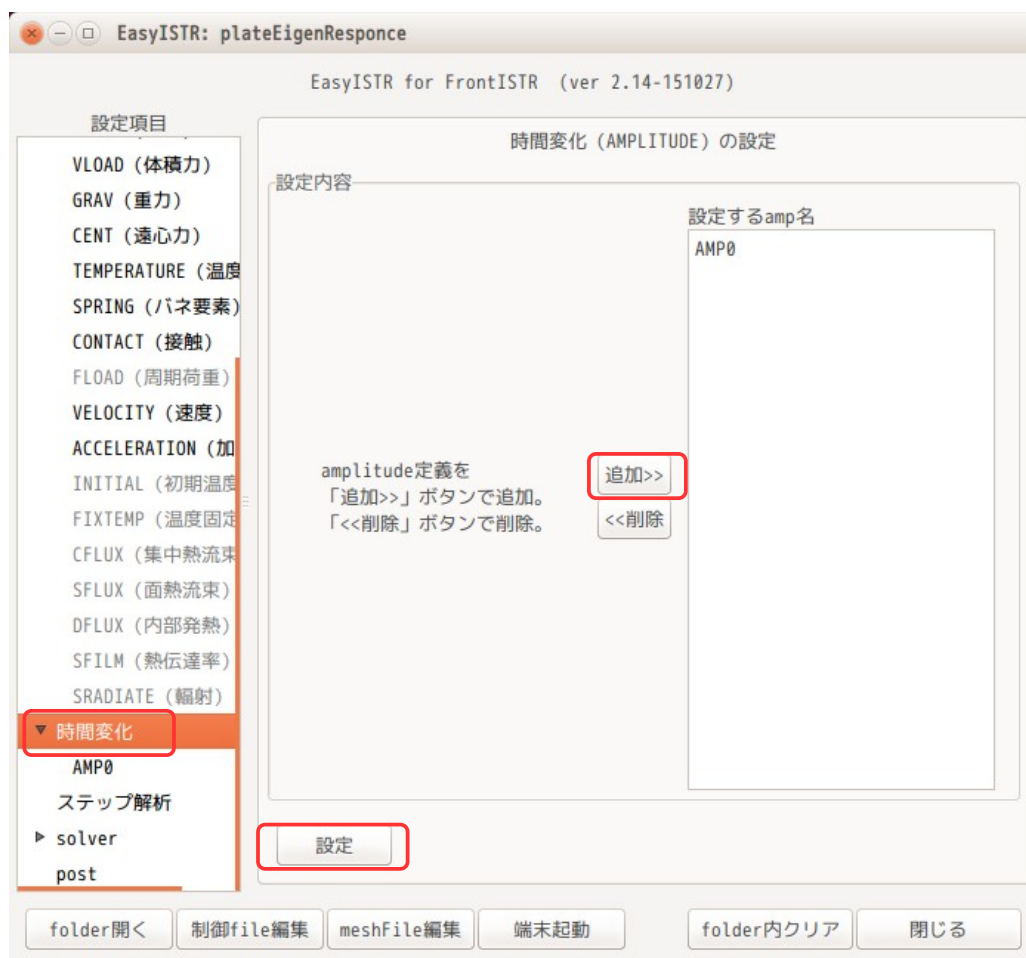 EasyISTR: plateEigenResponce
EasyISTR for FrontISTR (ver 2.14-151027)
設定項目
VLOAD (体積力)
GRAV (重力)
CENT (遠心力)
TEMPERATURE (温度
SPRING (バネ要素)
CONTACT (接触)
FLOAD (周期荷重)
VELOCITY (速度)
ACCELERATION (加
INITIAL (初期温度
FIXTEMP (温度固定
CFLUX (集中熱流束
SFLUX (面熱流束)
DFLUX (内部発熱)
SFILM (熱伝達率)
SRADIATE (輻射)
▼ 時間変化
AMP0
ステップ解析
▶ solver
post
時間変化 (AMPLITUDE) の設定
設定内容
amplitude定義を
「追加>>」ボタンで追加。
「<<削除」ボタンで削除。
追加>>
<<削除
設定するamp名
AMP0
設定
folder開く
制御file編集
meshFile編集
端末起動
folder内クリア
閉じる